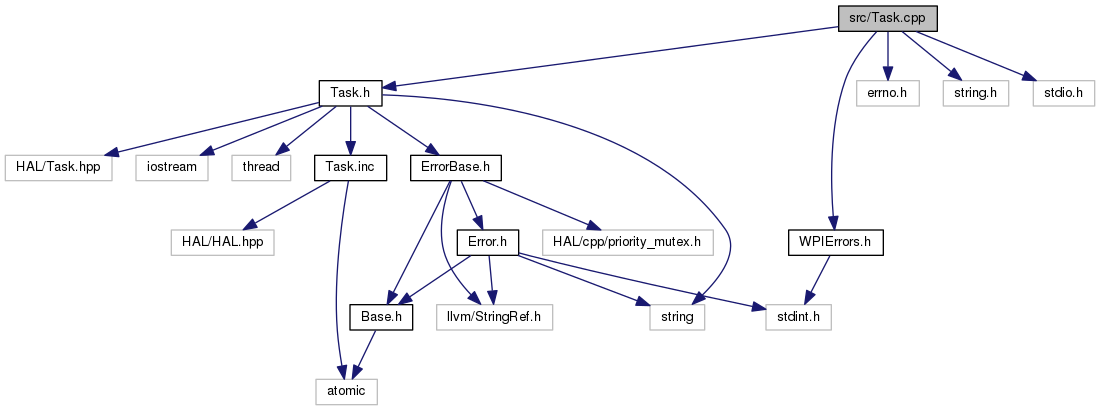 src/Task.cpp
Task.h
errno.h
string.h
stdio.h
HAL/Task.hpp
iostream
thread
Task.inc
ErrorBase.h
HAL/HAL.hpp
Error.h
HAL/cpp/priority_mutex.h
WPIErrors.h
Base.h
llvm/StringRef.h
string
stdint.h
atomic